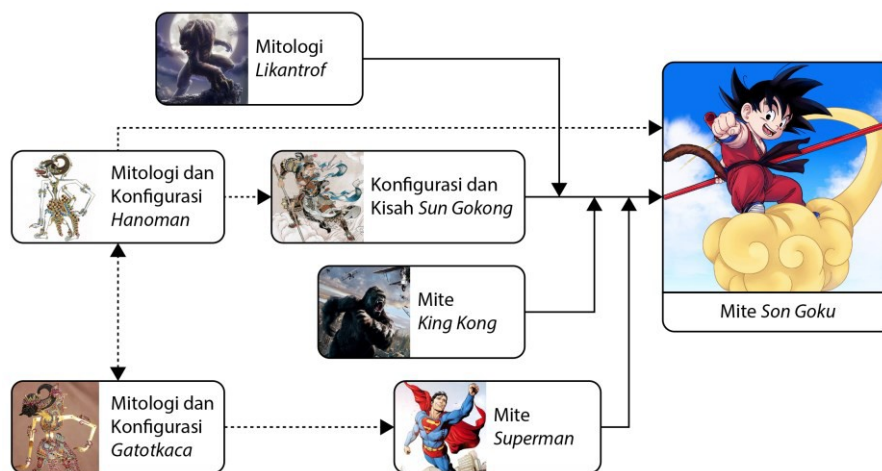 Mitologi
Likantrof
Mitologi dan
Konfigurasi
Hanoman
Konfigurasi dan
Kisah Sun Gokong
Mite
King Kong
Mite Son Goku
Mitologi dan
Konfigurasi
Gatotkaca
Mite
Superman